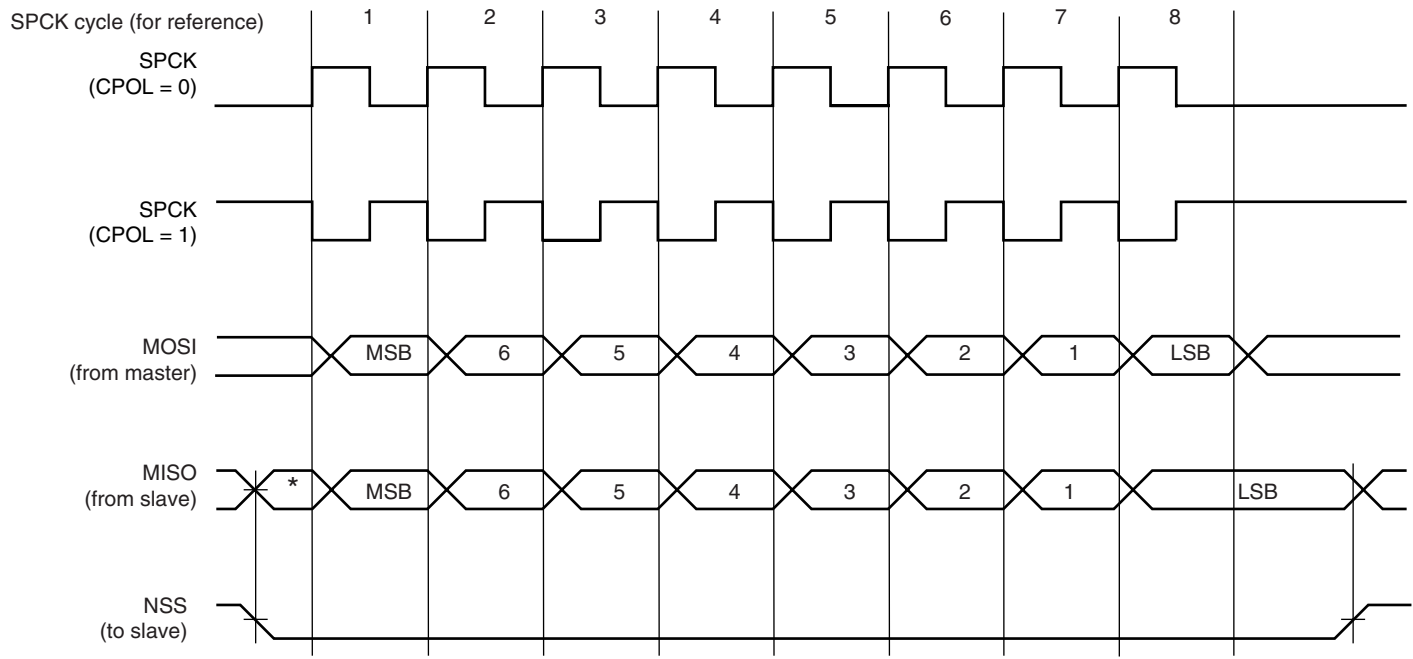 SPCK cycle (for reference) 1 2 3 4 5 6 7 8
SPCK
(CPOL = 0)
SPCK
(CPOL = 1)
MOSI
(from master)
MSB 6 5 4 3 2 1 LSB
MISO
(from slave)
* MSB 6 5 4 3 2 1 LSB
NSS
(to slave)